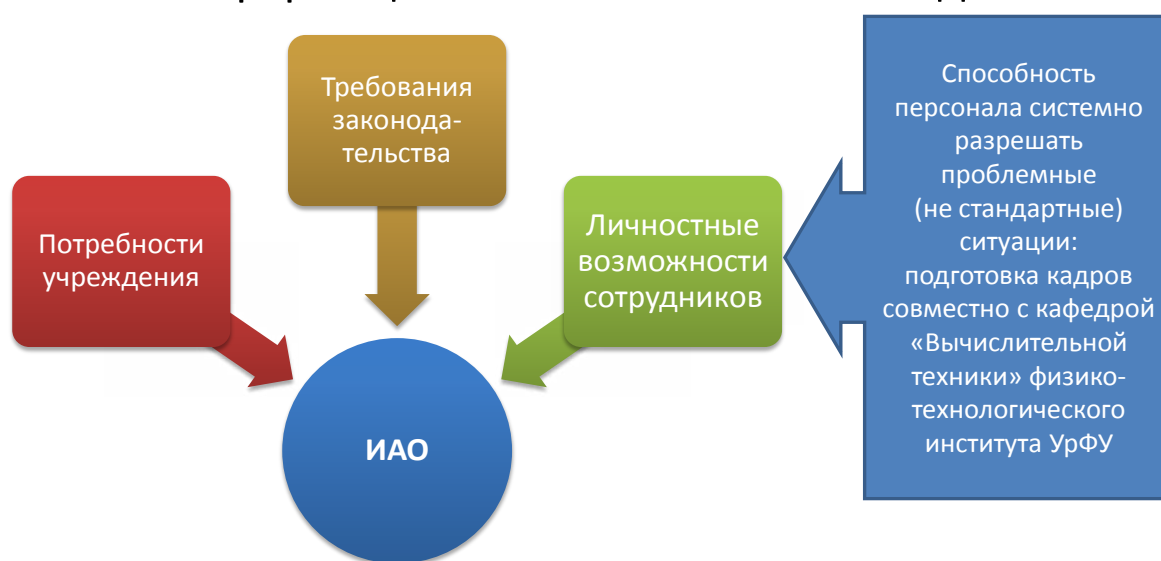 Требования
законода-
тельства
Потребности
учреждения
Личностные
возможности
сотрудников
ИАО
Способность
персонала системно
разрешать
проблемные
(не стандартные)
ситуации:
подготовка кадров
совместно с кафедрой
«Вычислительной
техники» физико-
технологического
института УрФУ